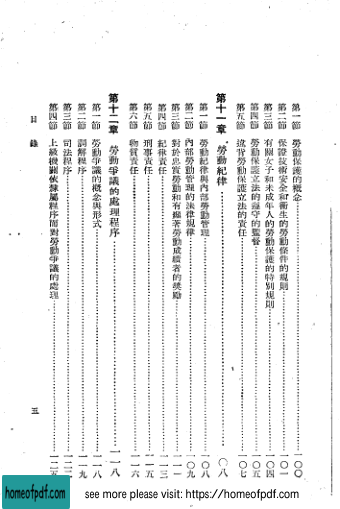 第一節 勞動保護的概念……一〇〇
第二節 保證技術安全和衞生的勞動條件的規則……一〇一
第三節 有關女子和未成年人的勞動保護的特別規則……一〇四
第四節 勞動保護立法的遵守的監督……一〇五
第五節 違背勞動保護立法的責任……一〇七
第十一章 勞動紀律……一〇八
第一節 勞動紀律與內部勞動管理……一〇八
第二節 內部勞動管理的法律規律……一〇九
第三節 對於忠實勞動和有顯著勞動成績者的獎勵……一一一
第四節 紀律責任……一一三
第五節 刑事責任……一一五
第六節 物質責任……一一六
第十二章 勞動爭議的處理程序……一一八
第一節 勞動爭議的概念與形式……一一八
第二節 調解程序……一一九
第三節 司法程序……一二二
第四節 上級機關依隸屬程序而對勞動爭議的處理……一二五
目錄
五
homeofpdf.com
see more please visit: https://homeofpdf.com